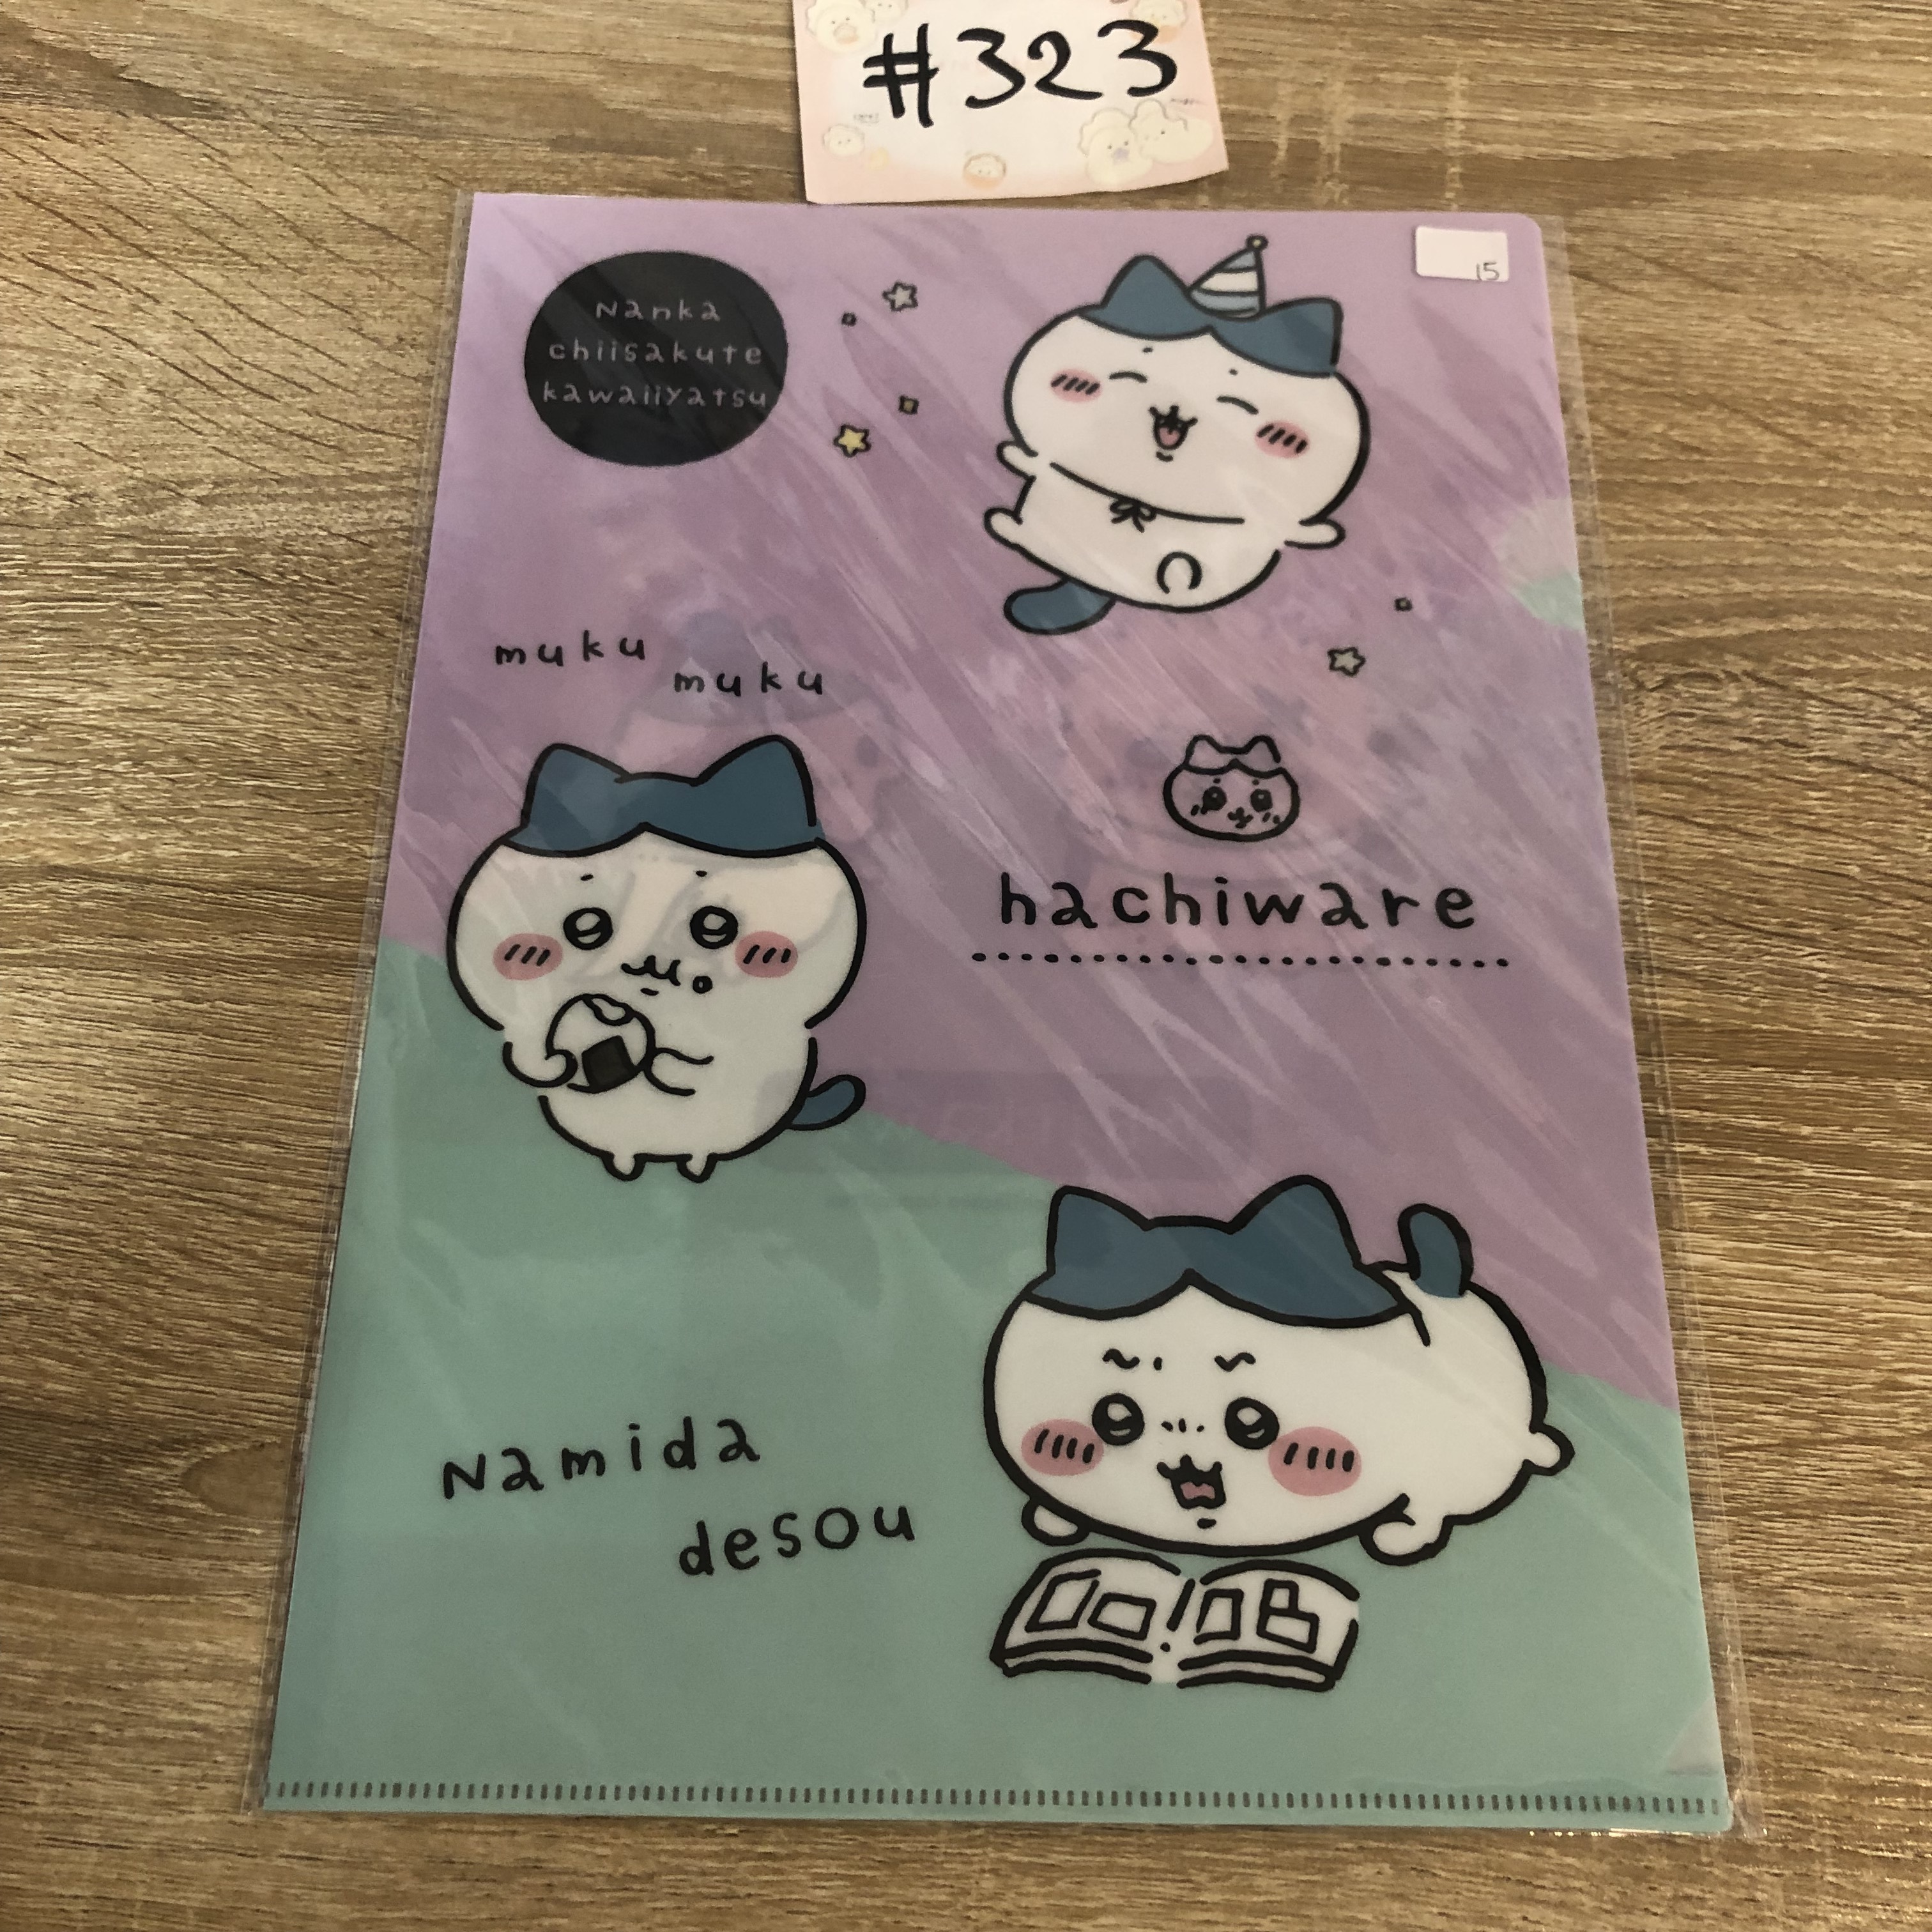 #323
15
Nanka
chiisakute
kawaiiyatsu
muku
muku
hachiware
Namida
desou